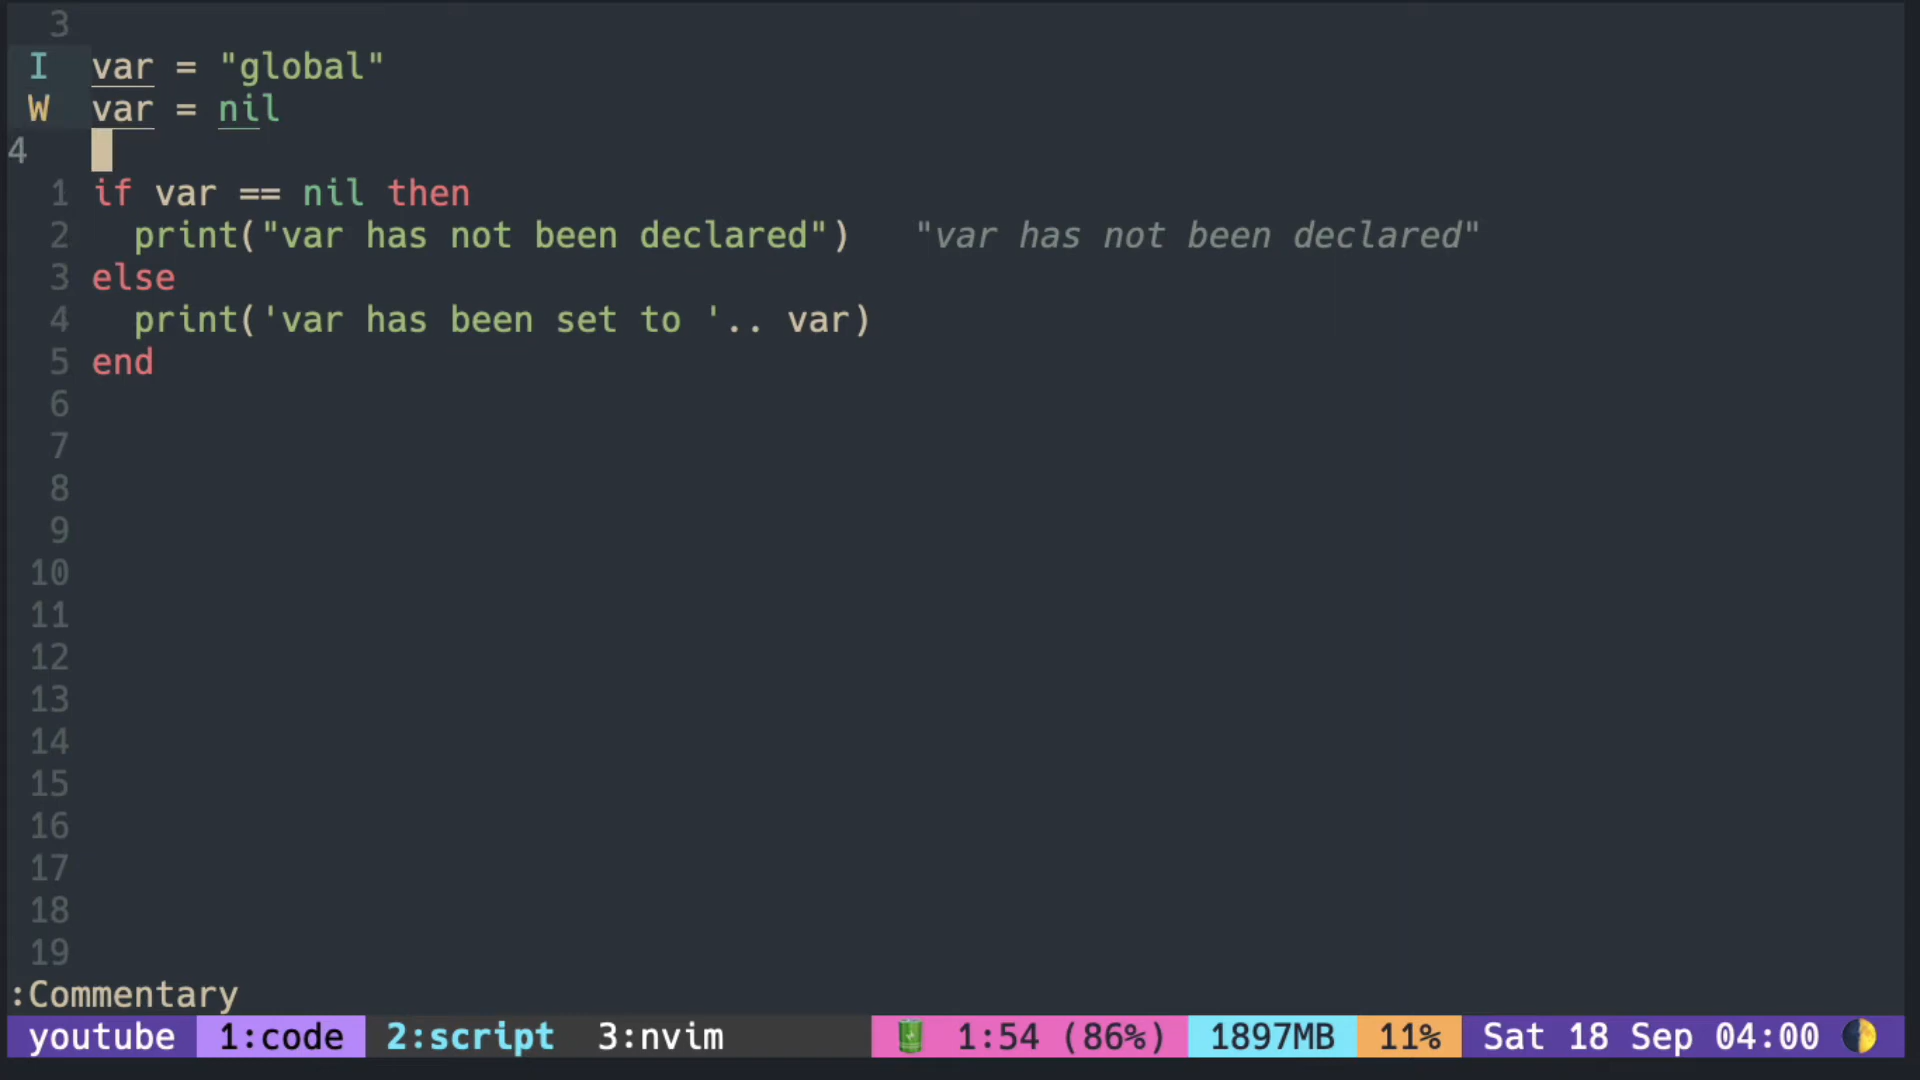 3
I var = "global"
W var = nil
4
1 if var == nil then
2 print("var has not been declared") "var has not been declared"
3 else
4 print('var has been set to '.. var)
5 end
6
7
8
9
10
11
12
13
14
15
16
17
18
19
:Commentary
youtube 1:code 2:script 3:nvim 1:54 (86%) 1897MB 11% Sat 18 Sep 04:00